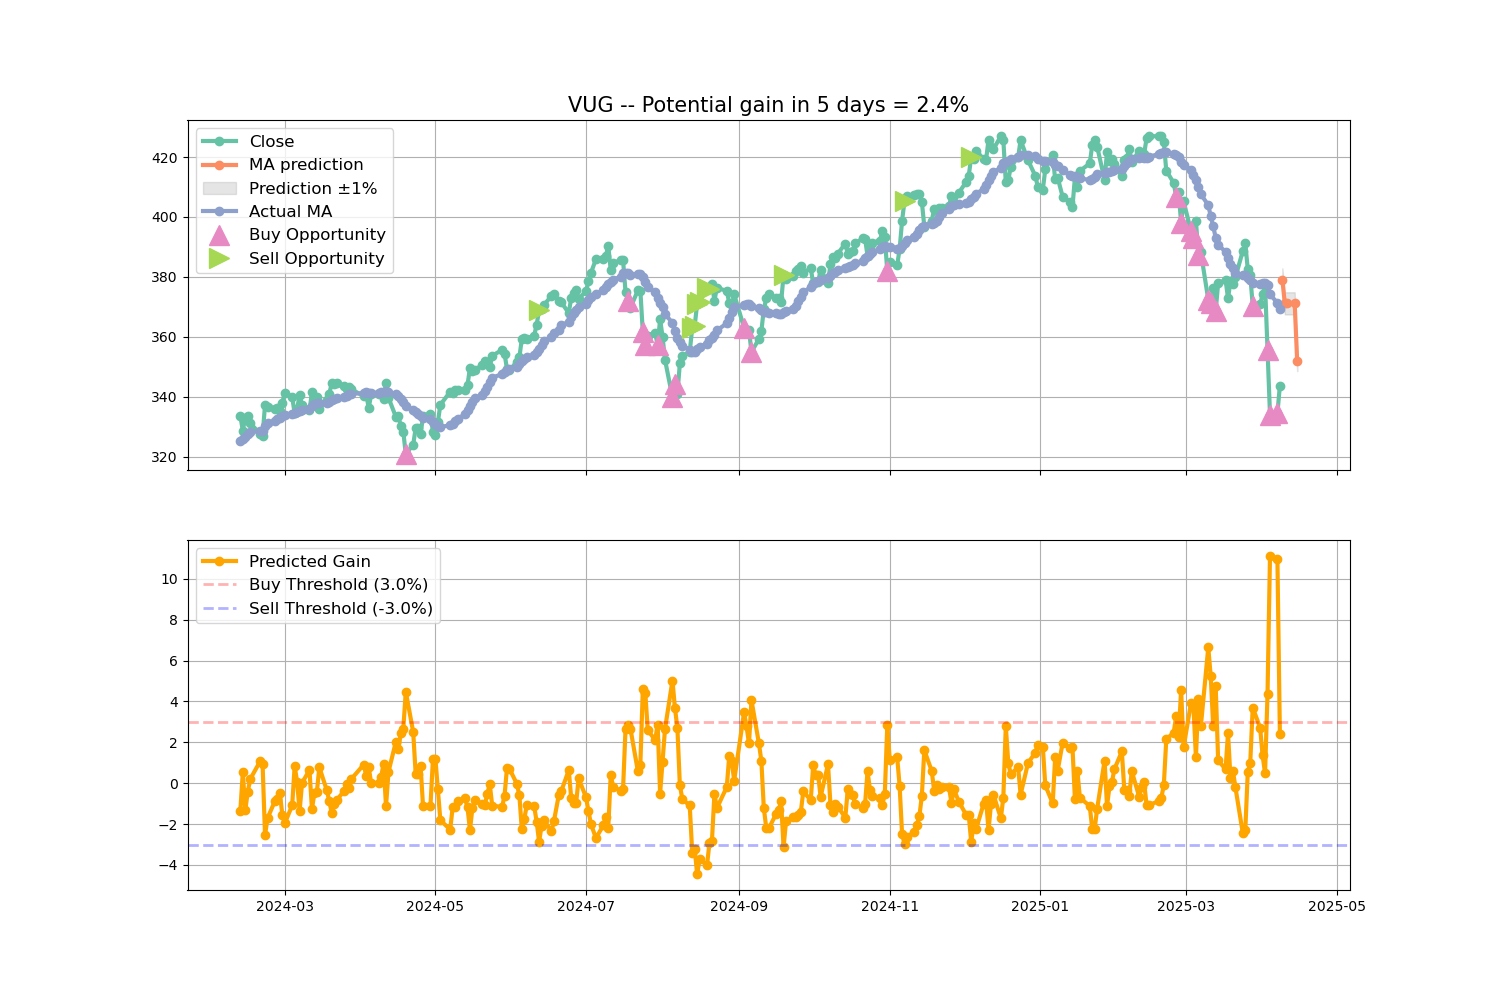 VUG -- Potential gain in 5 days = 2.4%
Close
MA prediction
Prediction ±1%
Actual MA
Buy Opportunity
Sell Opportunity
420
400
380
360
340
320
Predicted Gain
Buy Threshold (3.0%)
Sell Threshold (-3.0%)
10
8
6
4
2
0
−2
−4
2024-03
2024-05
2024-07
2024-09
2024-11
2025-01
2025-03
2025-05